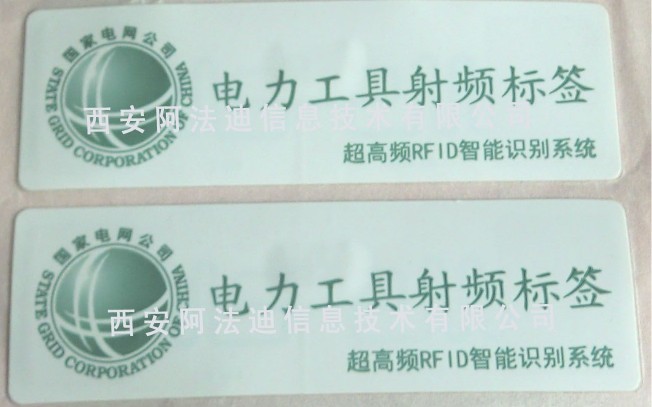 国家电网公司
STATE GRID CORPORATION OF CHINA
电力工具射频标签
西安阿法迪信息技术有限公司
超高频RFID智能识别系统
国家电网公司
STATE GRID CORPORATION OF CHINA
电力工具射频标签
西安阿法迪信息技术有限公司
超高频RFID智能识别系统